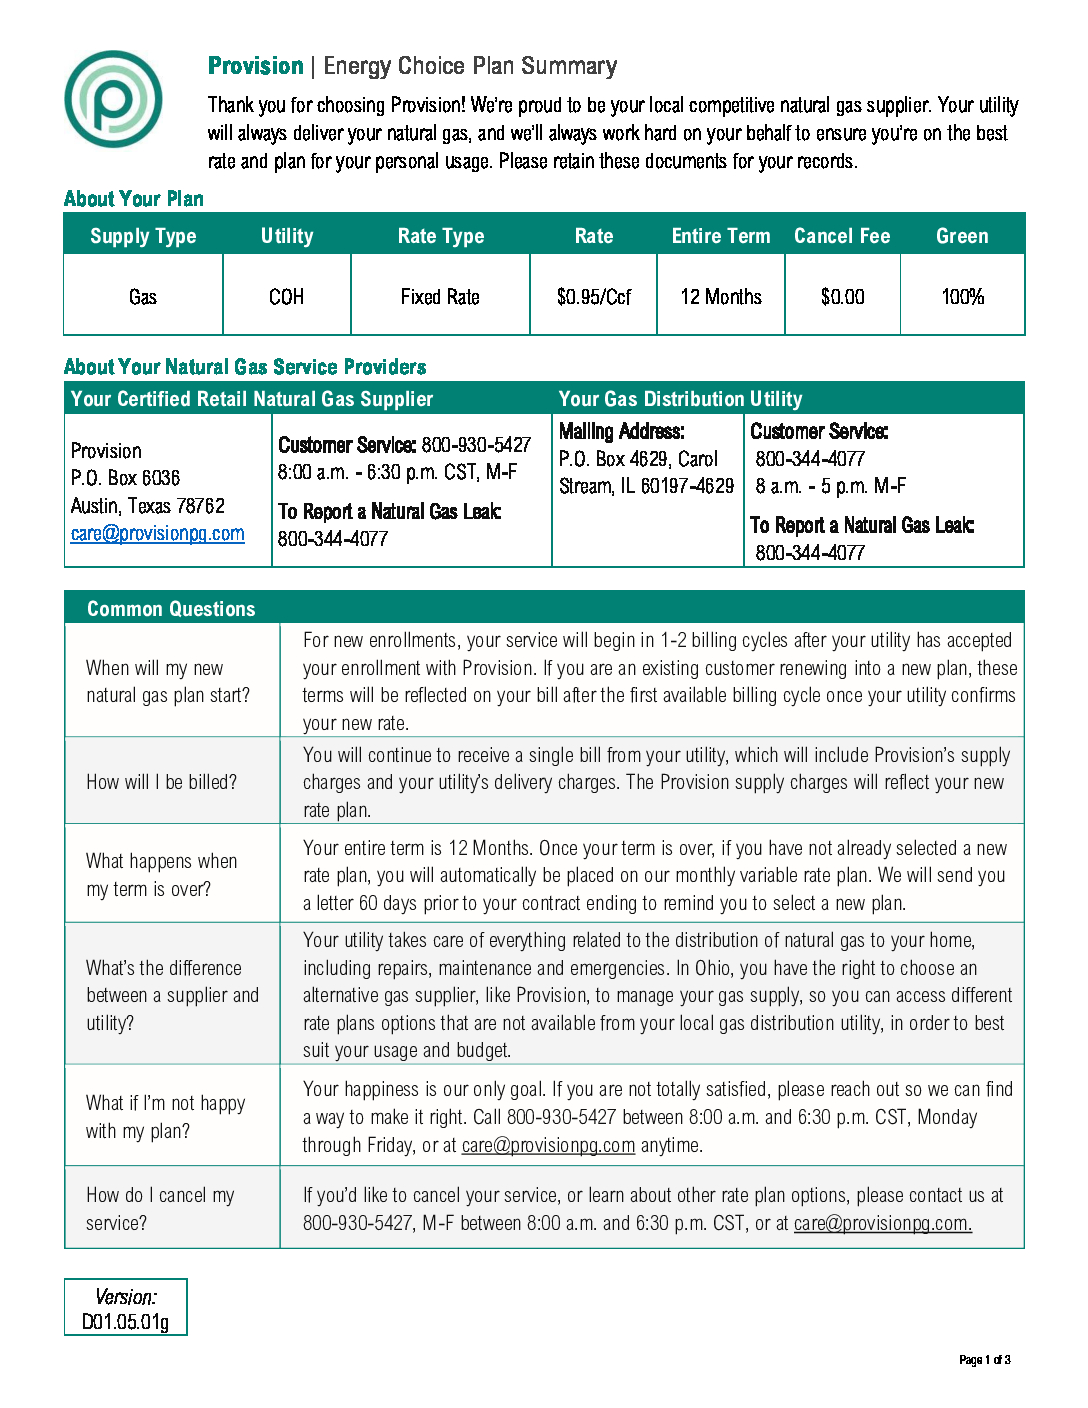 Provision | Energy Choice Plan Summary
Thank you for choosing Provision! We're proud to be your local competitive natural gas supplier. Your utility
will always deliver your natural gas, and we'll always work hard on your behalf to ensure you're on the best
rate and plan for your personal usage. Please retain these documents for your records.
About Your Plan
Supply Type Utility Rate Type Rate Entire Term Cancel Fee Green
Gas COH Fixed Rate $0.95/Ccf 12 Months $0.00 100%
About Your Natural Gas Service Providers
Your Certified Retail Natural Gas Supplier Your Gas Distribution Utility
Provision
P.O. Box 6036
Austin, Texas 78762
care@provisionpg.com
Customer Service: 800-930-5427
8:00 a.m. - 6:30 p.m. CST, M-F
To Report a Natural Gas Leak:
800-344-4077
Mailing Address:
P.O. Box 4629, Carol
Stream, IL 60197-4629
Customer Service:
800-344-4077
8 a.m. - 5 p.m. M-F
To Report a Natural Gas Leak:
800-344-4077
Common Questions
When will my new
natural gas plan start?
For new enrollments, your service will begin in 1-2 billing cycles after your utility has accepted
your enrollment with Provision. If you are an existing customer renewing into a new plan, these
terms will be reflected on your bill after the first available billing cycle once your utility confirms
your new rate.
How will I be billed?
You will continue to receive a single bill from your utility, which will include Provision's supply
charges and your utility's delivery charges. The Provision supply charges will reflect your new
rate plan.
What happens when
my term is over?
Your entire term is 12 Months. Once your term is over, if you have not already selected a new
rate plan, you will automatically be placed on our monthly variable rate plan. We will send you
a letter 60 days prior to your contract ending to remind you to select a new plan.
What's the difference
between a supplier and
utility?
Your utility takes care of everything related to the distribution of natural gas to your home,
including repairs, maintenance and emergencies. In Ohio, you have the right to choose an
alternative gas supplier, like Provision, to manage your gas supply, so you can access different
rate plans options that are not available from your local gas distribution utility, in order to best
suit your usage and budget.
What if I'm not happy
with my plan?
Your happiness is our only goal. If you are not totally satisfied, please reach out so we can find
a way to make it right. Call 800-930-5427 between 8:00 a.m. and 6:30 p.m. CST, Monday
through Friday, or at care@provisionpg.com anytime.
How do I cancel my
service?
If you'd like to cancel your service, or learn about other rate plan options, please contact us at
800-930-5427, M-F between 8:00 a.m. and 6:30 p.m. CST, or at care@provisionpg.com.
Version:
D01.05.01g
Page 1 of 3